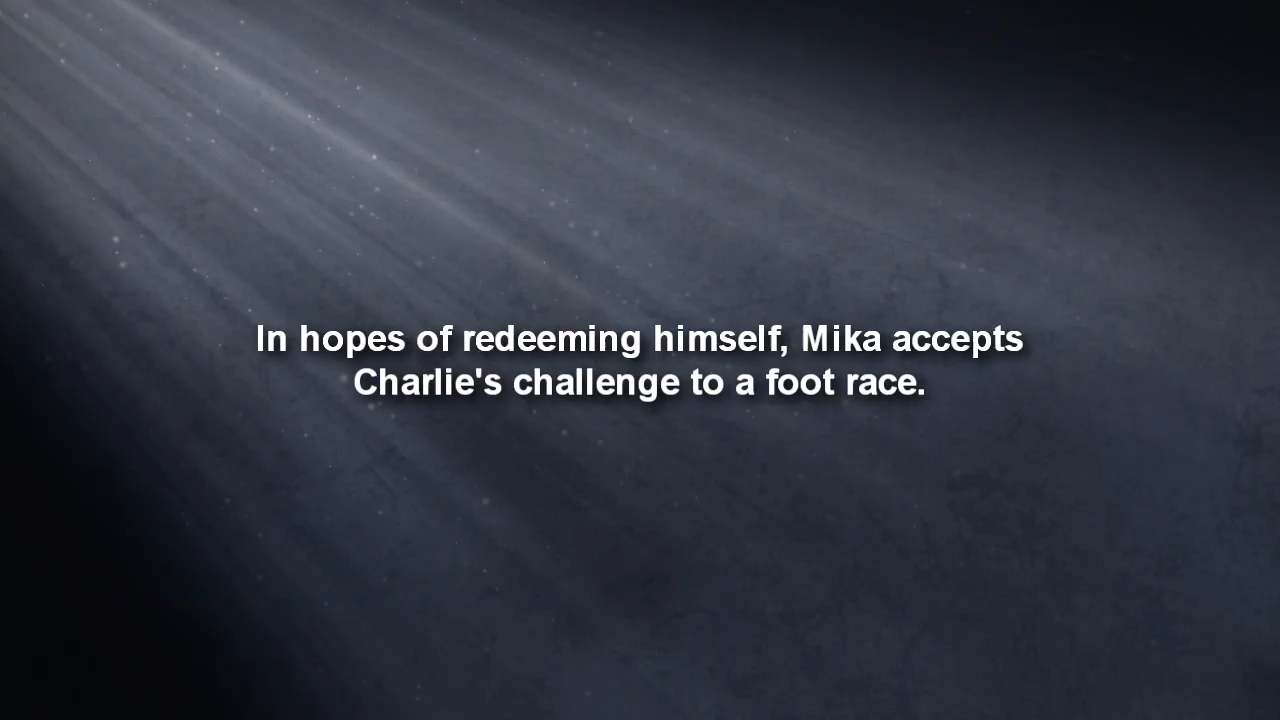 In hopes of redeeming himself, Mika accepts
Charlie's challenge to a foot race.